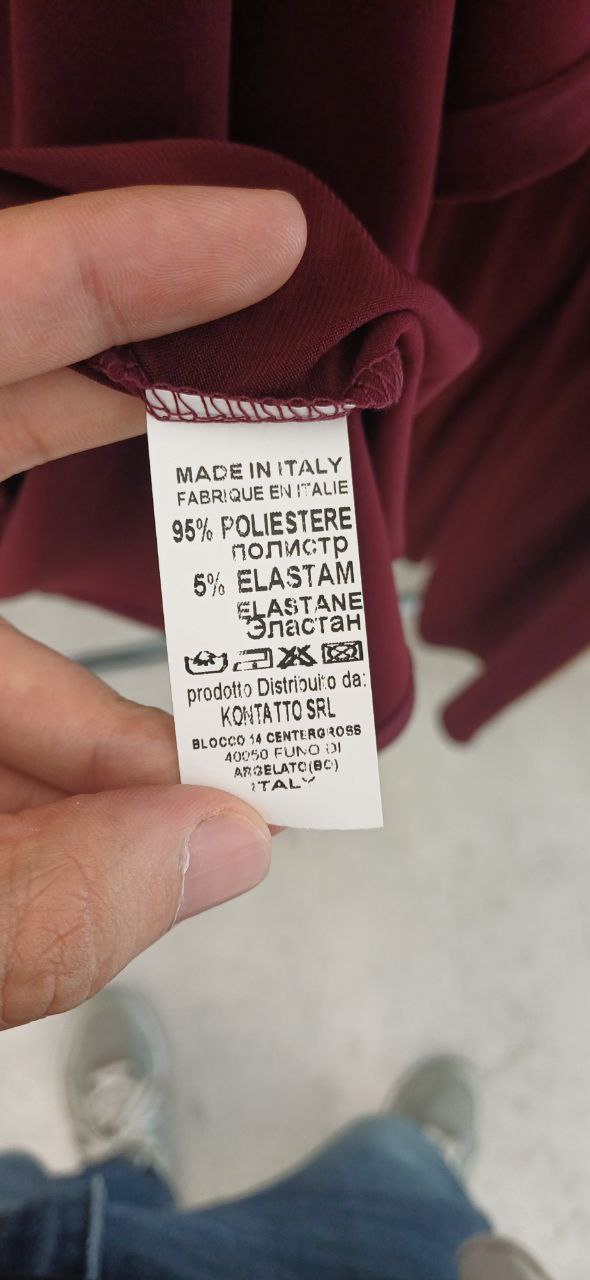 MADE IN ITALY
FABRIQUE EN ITALIE
95% POLIESTERE
полистр
5% ELASTAM
ELASTANE
Эластан
prodotto Distribuito da:
KONTATTO SRL
BLOCCO 14 CENTERGROSS
40050 FUNO DI
ARGELATO(BO)
ITALY